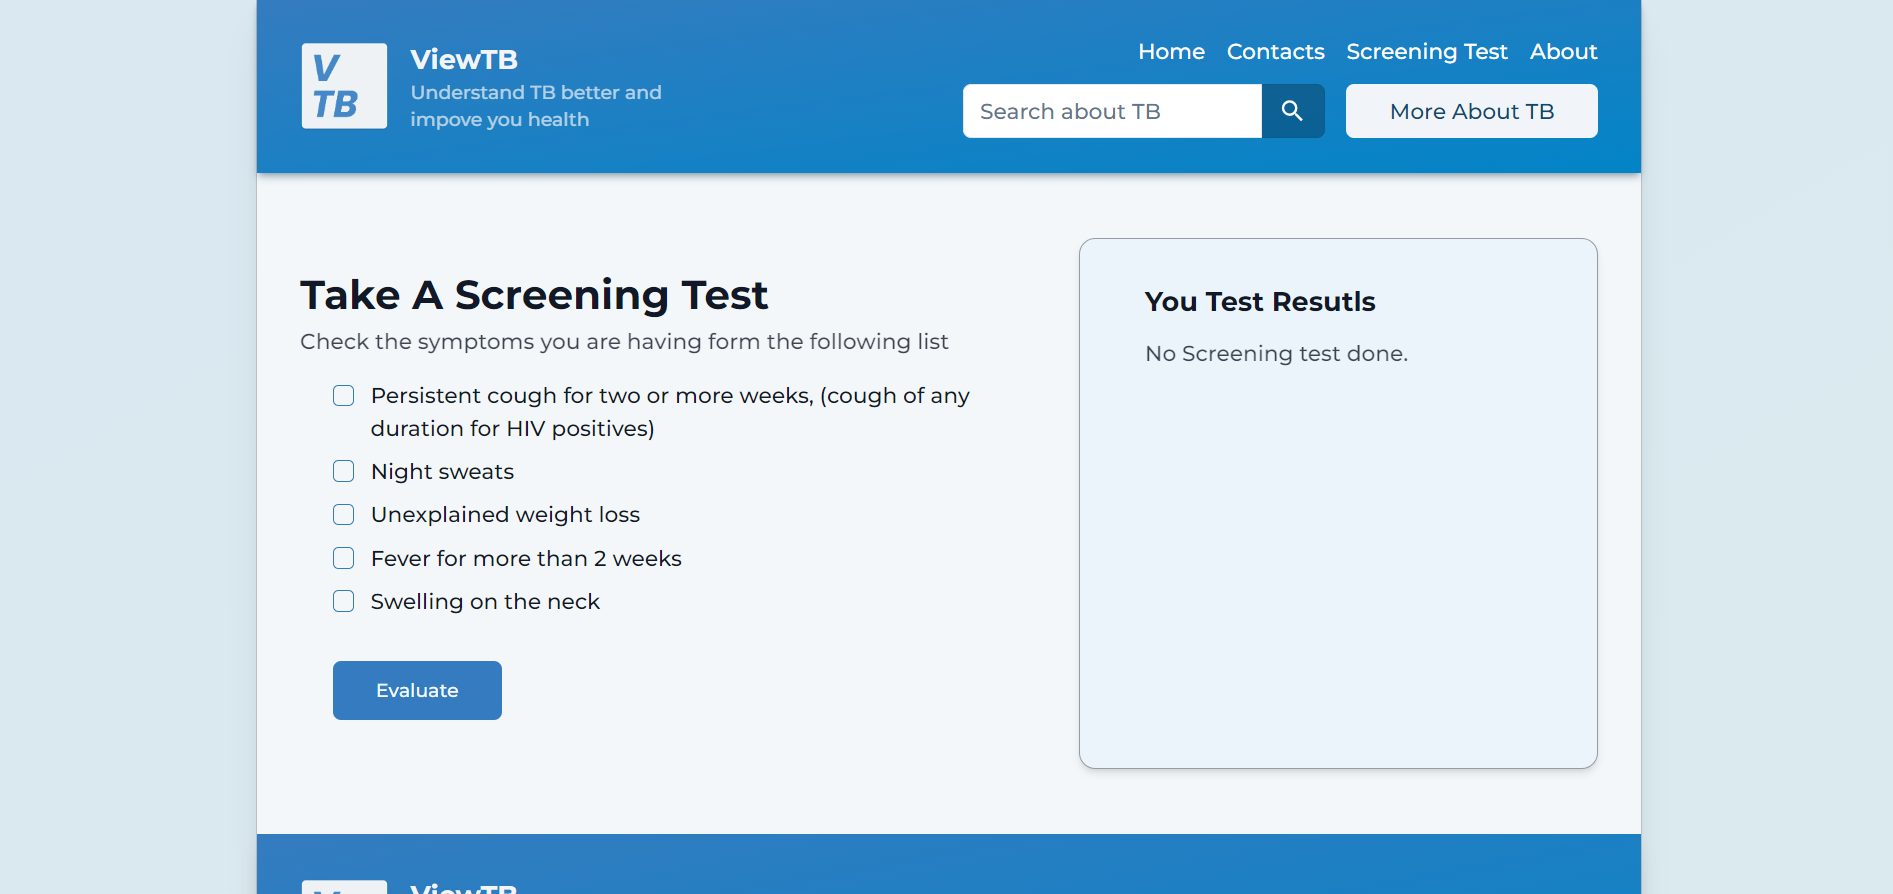 V
TB
ViewTB
Understand TB better and
impove you health
Home Contacts Screening Test About
Search about TB
More About TB
Take A Screening Test
Check the symptoms you are having form the following list
Persistent cough for two or more weeks, (cough of any
duration for HIV positives)
Night sweats
Unexplained weight loss
Fever for more than 2 weeks
Swelling on the neck
Evaluate
You Test Resutls
No Screening test done.
ViewTB